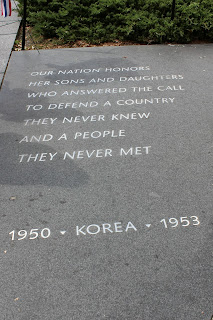 OUR NATION HONORS
HER SONS AND DAUGHTERS
WHO ANSWERED THE CALL
TO DEFEND A COUNTRY
THEY NEVER KNEW
AND A PEOPLE
THEY NEVER MET
1950 • KOREA • 1953